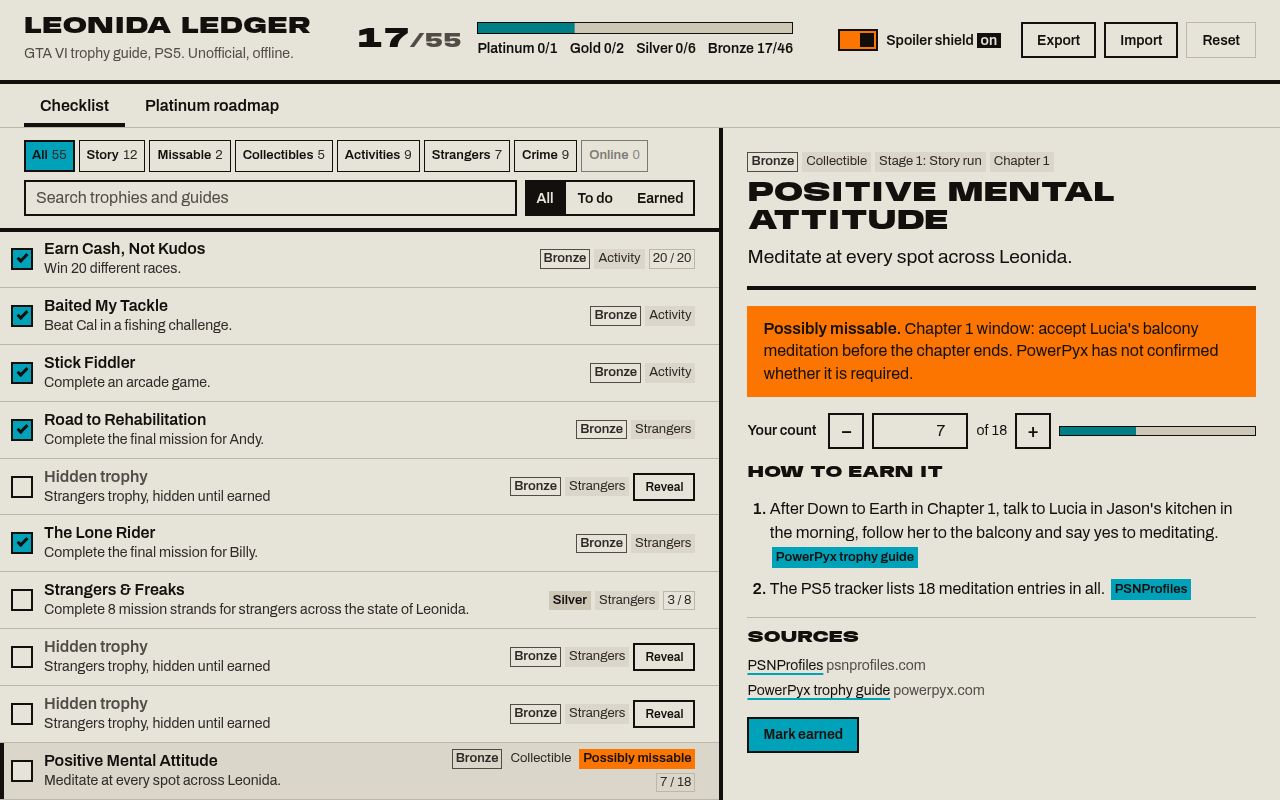 LEONIDA LEDGER
GTA VI trophy guide, PS5. Unofficial, offline.
17/55
Platinum 0/1 Gold 0/2 Silver 0/6 Bronze 17/46
Spoiler shield on
Export
Import
Reset
Checklist
Platinum roadmap
All 55
Story 12
Missable 2
Collectibles 5
Activities 9
Strangers 7
Crime 9
Online 0
Search trophies and guides
All
To do
Earned
Earn Cash, Not Kudos
Win 20 different races.
Bronze Activity 20 / 20
Baited My Tackle
Beat Cal in a fishing challenge.
Bronze Activity
Stick Fiddler
Complete an arcade game.
Bronze Activity
Road to Rehabilitation
Complete the final mission for Andy.
Bronze Strangers
Hidden trophy
Strangers trophy, hidden until earned
Bronze Strangers Reveal
The Lone Rider
Complete the final mission for Billy.
Bronze Strangers
Strangers & Freaks
Complete 8 mission strands for strangers across the state of Leonida.
Silver Strangers 3 / 8
Hidden trophy
Strangers trophy, hidden until earned
Bronze Strangers Reveal
Hidden trophy
Strangers trophy, hidden until earned
Bronze Strangers Reveal
Positive Mental Attitude
Meditate at every spot across Leonida.
Bronze Collectible Possibly missable
7 / 18
Bronze Collectible Stage 1: Story run Chapter 1
POSITIVE MENTAL
ATTITUDE
Meditate at every spot across Leonida.
Possibly missable. Chapter 1 window: accept Lucia's balcony
meditation before the chapter ends. PowerPyx has not confirmed
whether it is required.
Your count − 7 of 18 +
HOW TO EARN IT
1. After Down to Earth in Chapter 1, talk to Lucia in Jason's kitchen in
the morning, follow her to the balcony and say yes to meditating.
PowerPyx trophy guide
2. The PS5 tracker lists 18 meditation entries in all. PSNProfiles
SOURCES
PSNProfiles psnprofiles.com
PowerPyx trophy guide powerpyx.com
Mark earned